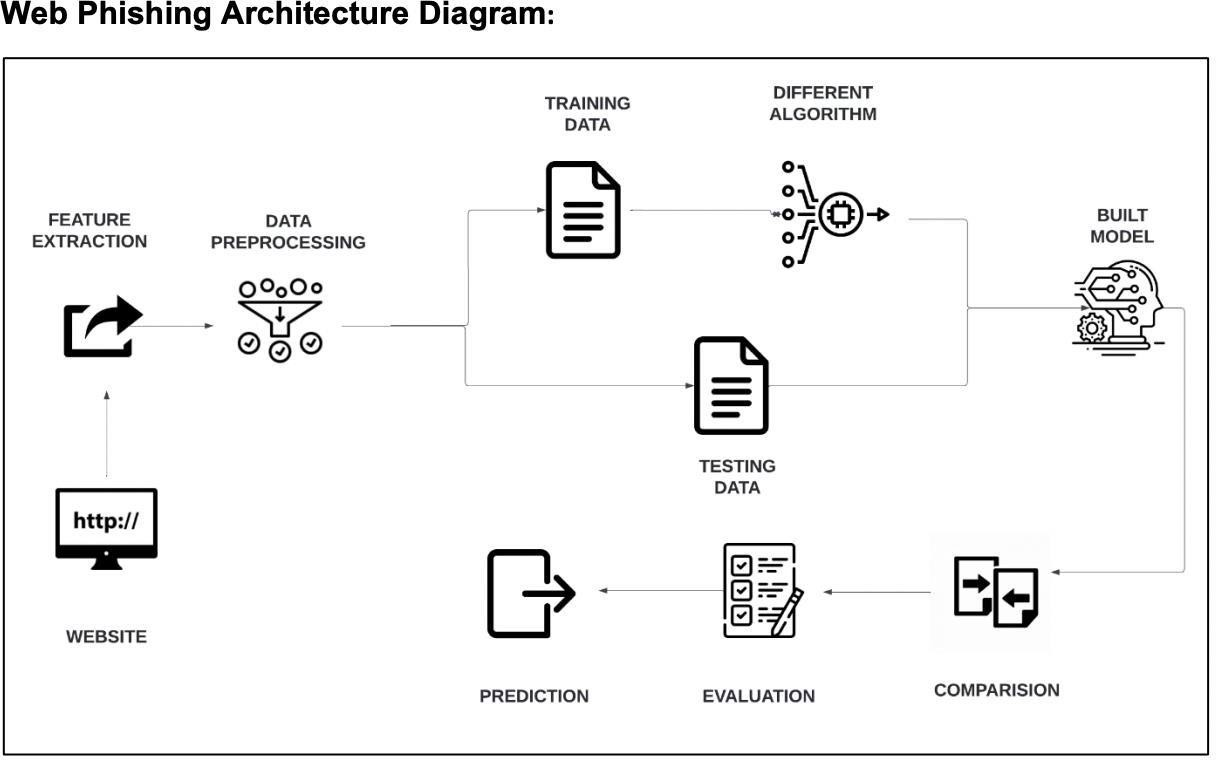 Web Phishing Architecture Diagram:
TRAINING
DATA
DIFFERENT
ALGORITHM
FEATURE
EXTRACTION
DATA
PREPROCESSING
BUILT
MODEL
TESTING
DATA
http://
WEBSITE
PREDICTION
EVALUATION
COMPARISION